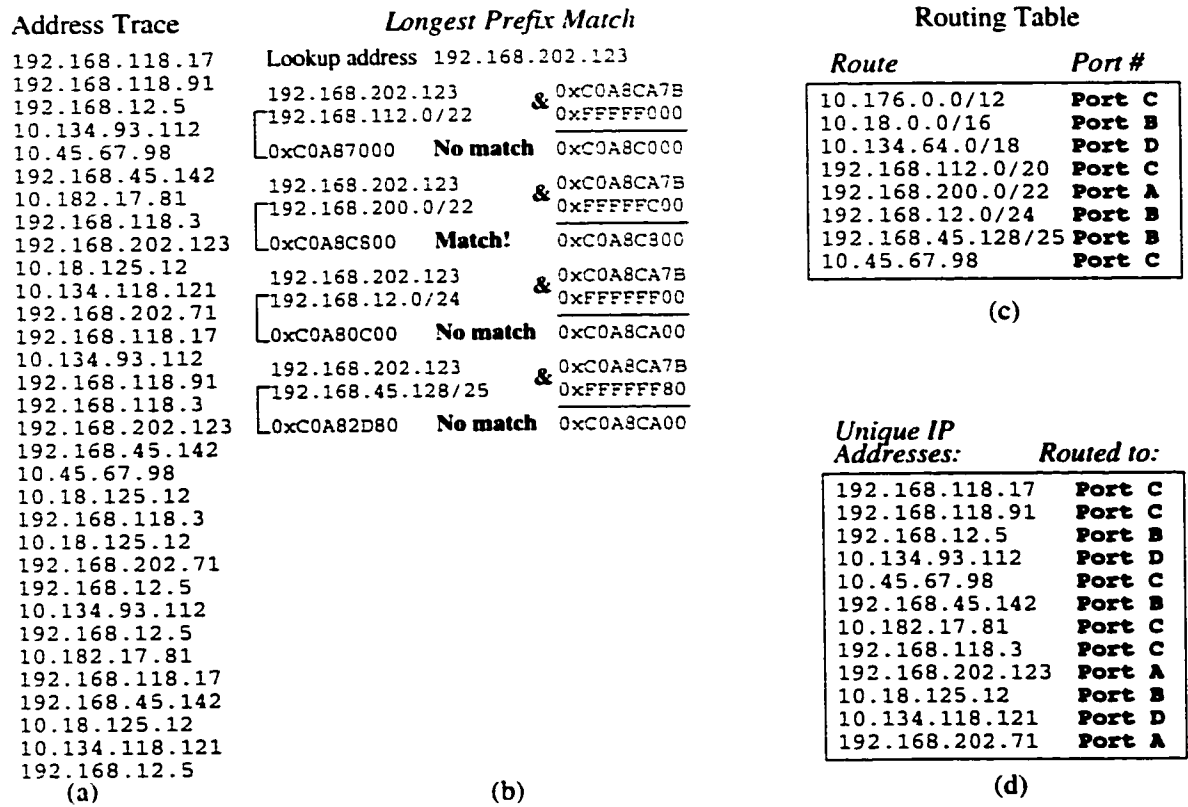 Address Trace
192.168.118.17
192.168.118.91
192.168.12.5
10.134.93.112
10.45.67.98
192.168.45.142
10.182.17.81
192.168.118.3
192.168.202.123
10.18.125.12
10.134.118.121
192.168.202.71
192.168.118.17
10.134.93.112
192.168.118.91
192.168.118.3
192.168.202.123
192.168.45.142
10.45.67.98
10.18.125.12
192.168.118.3
10.18.125.12
192.168.202.71
192.168.12.5
10.134.93.112
192.168.12.5
10.182.17.81
192.168.118.17
192.168.45.142
10.18.125.12
10.134.118.121
192.168.12.5
(a)
Longest Prefix Match
Lookup address 192.168.202.123
192.168.202.123 & 0xC0A8CA7B
192.168.112.0/22 0xFFFFF000
0xC0A87000 No match 0xC0A8C000
192.168.202.123 & 0xC0A8CA7B
192.168.200.0/22 0xFFFFFC00
0xC0A8C800 Match! 0xC0A8C800
192.168.202.123 & 0xC0A8CA7B
192.168.12.0/24 0xFFFFFF00
0xC0A80C00 No match 0xC0A8CA00
192.168.202.123 & 0xC0A8CA7B
192.168.45.128/25 0xFFFFFF80
0xC0A82D80 No match 0xC0A8CA00
(b)
Routing Table
Route Port #
10.176.0.0/12 Port C
10.18.0.0/16 Port B
10.134.64.0/18 Port D
192.168.112.0/20 Port C
192.168.200.0/22 Port A
192.168.12.0/24 Port B
192.168.45.128/25 Port B
10.45.67.98 Port C
(c)
Unique IP
Addresses: Routed to:
192.168.118.17 Port C
192.168.118.91 Port C
192.168.12.5 Port B
10.134.93.112 Port D
10.45.67.98 Port C
192.168.45.142 Port B
10.182.17.81 Port C
192.168.118.3 Port C
192.168.202.123 Port A
10.18.125.12 Port B
10.134.118.121 Port D
192.168.202.71 Port A
(d)